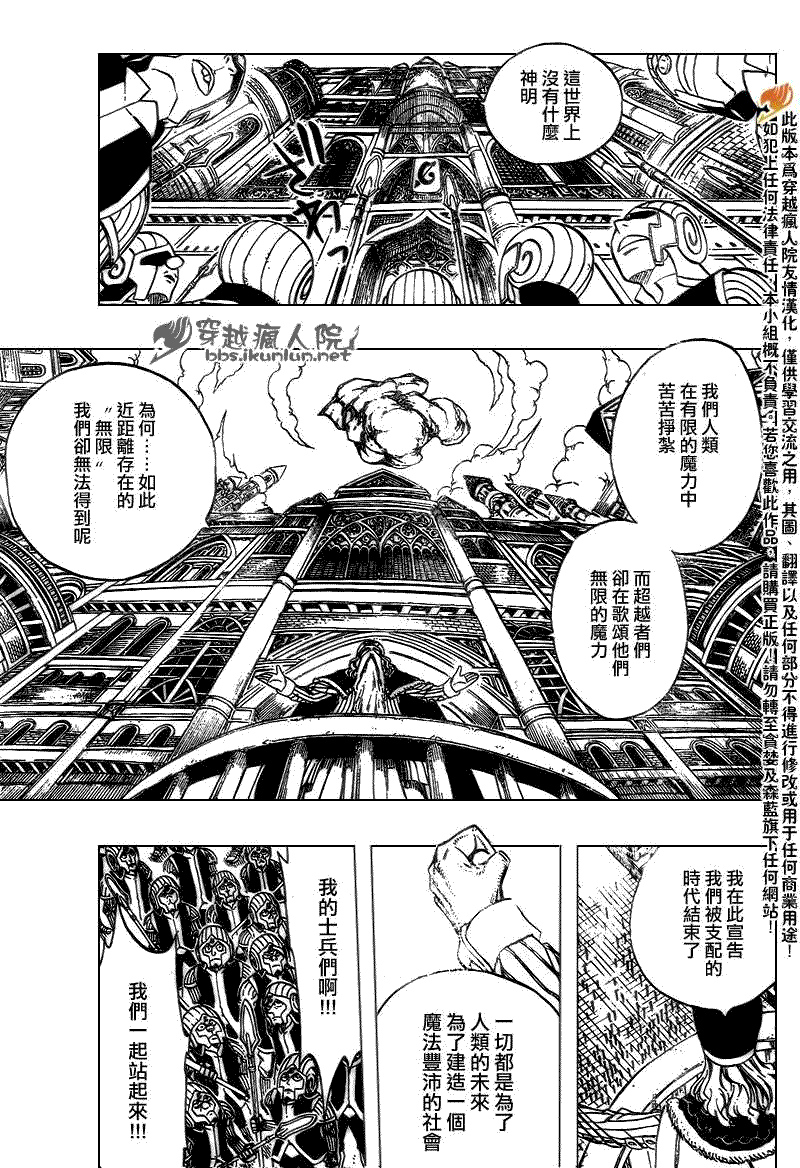 這世界上
沒有什麼
神明
ざわ
穿越瘋人院
bbs.ikunlun.net
我們人類
在有限的魔力中
苦苦掙紮
而超越者們
卻在歌頌他們
無限的魔力
為何……如此
近距離存在的
〝無限〞
我們卻無法得到呢
我在此宣告
我們被支配的
時代結束了
一切都是為了
人類的未來
為了建造一個
魔法豐沛的社會
我的士兵們啊!!!
我們一起站起來!!!
此版本爲穿越瘋人院友情漢化，僅供學習交流之用，其圖、翻譯以及任何部分不得進行修改或用于任何商業用途！
如犯上任何法律責任，本小組概不負責。若您喜歡此作品，請購買正版!!請勿轉至貪婪及森藍旗下任何網站!!